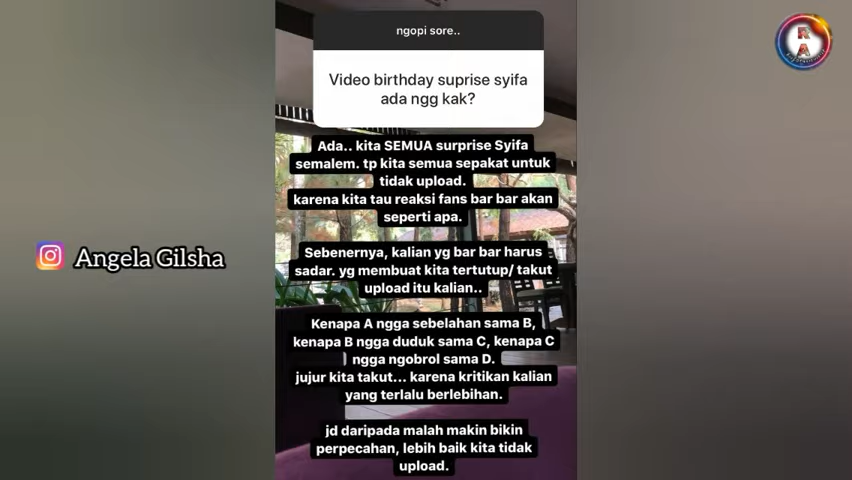 ngopi sore..
Video birthday suprise syifa
ada ngg kak?
Ada.. kita SEMUA surprise Syifa
semalem. tp kita semua sepakat untuk
tidak upload.
karena kita tau reaksi fans bar bar akan
seperti apa.
Sebenernya, kalian yg bar bar harus
sadar. yg membuat kita tertutup/ takut
upload itu kalian..
Kenapa A ngga sebelahan sama B,
kenapa B ngga duduk sama C, kenapa C
ngga ngobrol sama D.
jujur kita takut... karena kritikan kalian
yang terlalu berlebihan.
jd daripada malah makin bikin
perpecahan, lebih baik kita tidak
upload.
Angela Gilsha
R
A